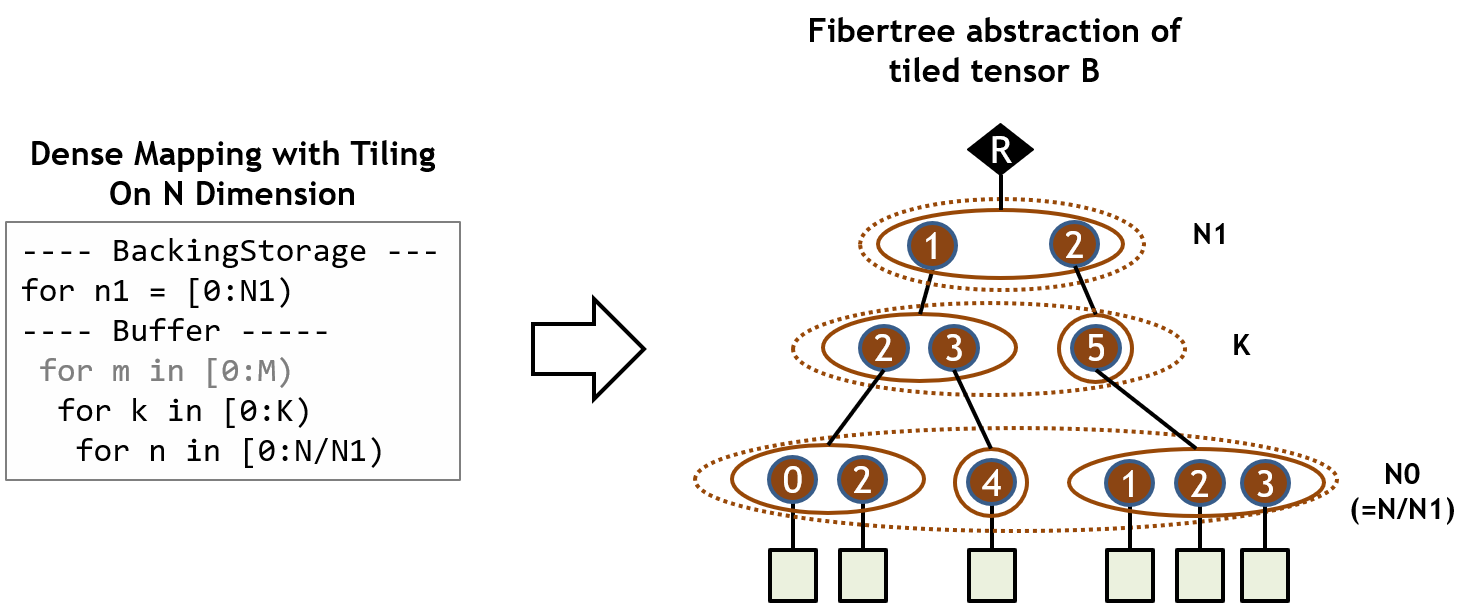 Fibertree abstraction of
tiled tensor B
Dense Mapping with Tiling
On N Dimension
---- BackingStorage ---
for n1 = [0:N1)
---- Buffer -----
for m in [0:M)
for k in [0:K)
for n in [0:N/N1)
R
1 2 N1
2 3 5 K
0 2 4 1 2 3 N0
(=N/N1)